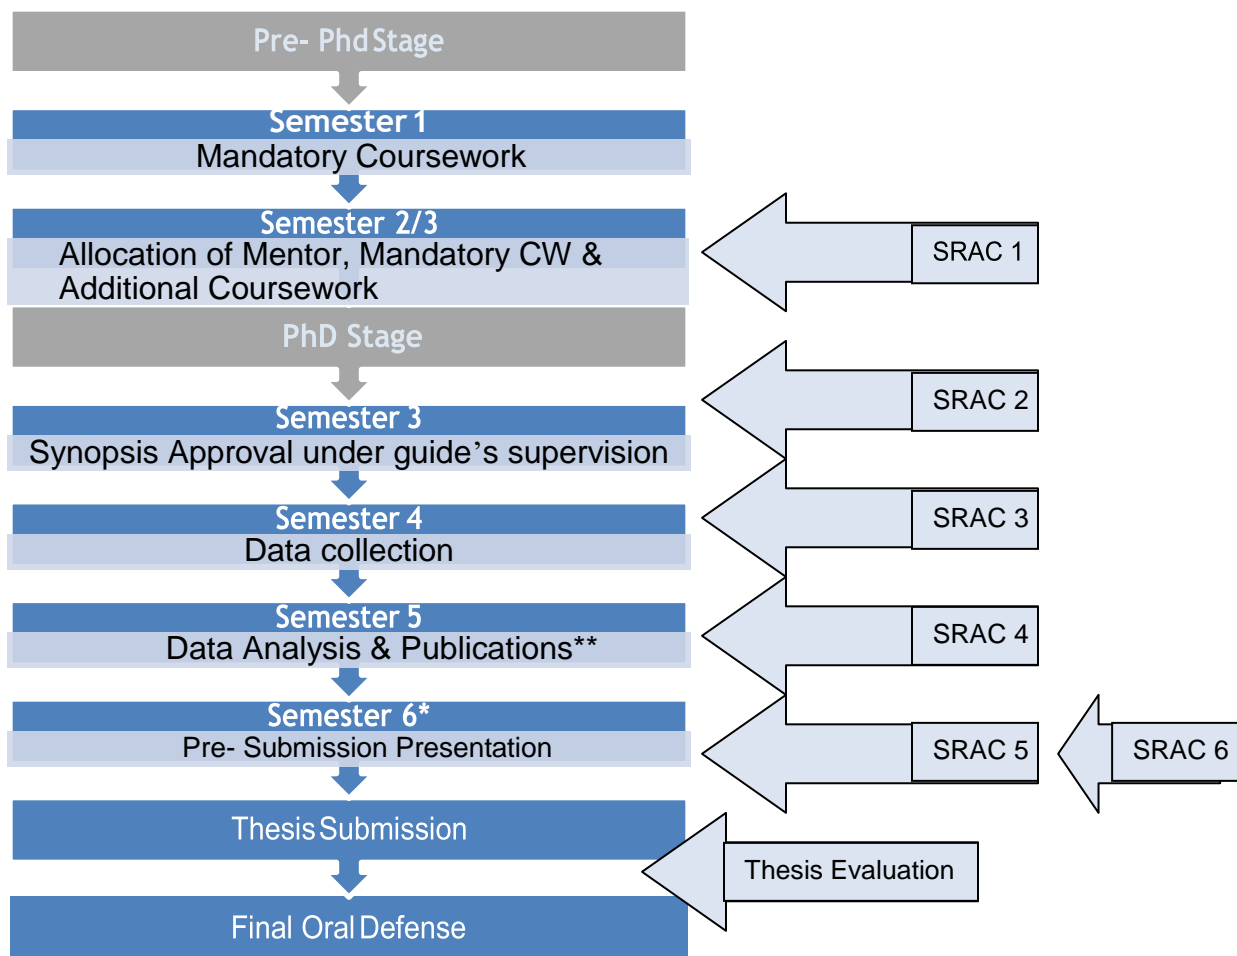 Pre- Phd Stage
Semester 1
Mandatory Coursework
Semester 2/3
Allocation of Mentor, Mandatory CW &
Additional Coursework
SRAC 1
PhD Stage
SRAC 2
Semester 3
Synopsis Approval under guide’s supervision
Semester 4
SRAC 3
Data collection
Semester 5
SRAC 4
Data Analysis & Publications**
Semester 6*
Pre- Submission Presentation
SRAC 5
SRAC 6
Thesis Submission
Thesis Evaluation
Final Oral Defense